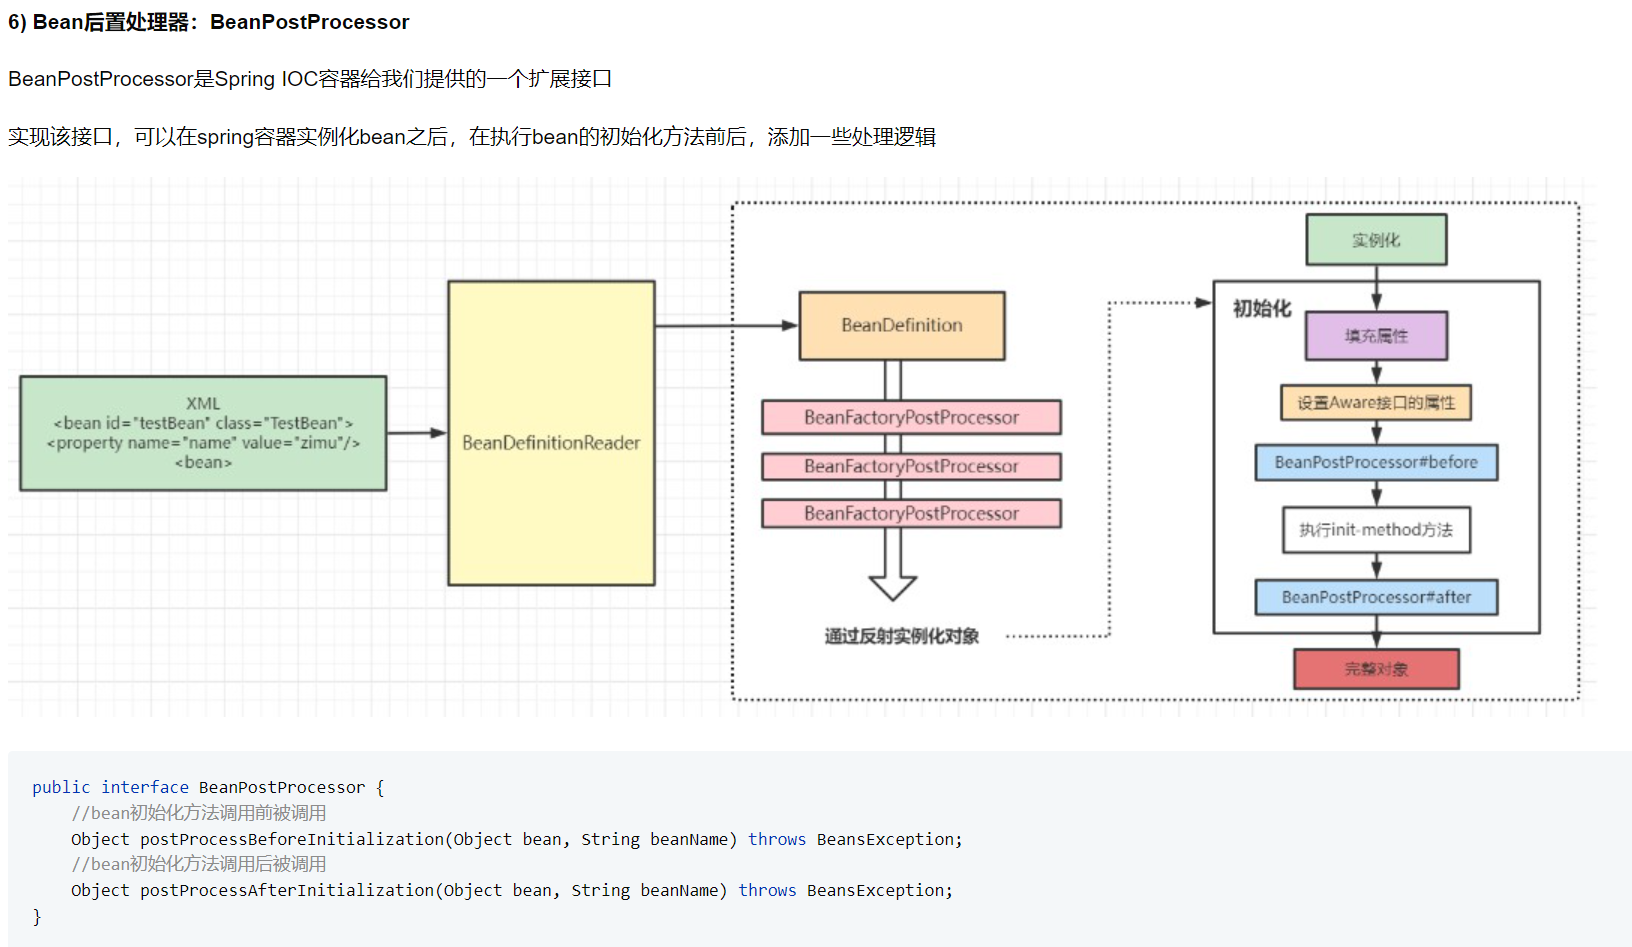 6) Bean后置处理器：BeanPostProcessor
BeanPostProcessor是Spring IOC容器给我们提供的一个扩展接口
实现该接口，可以在spring容器实例化bean之后，在执行bean的初始化方法前后，添加一些处理逻辑
XML
<bean id="testBean" class="TestBean">
<property name="name" value="zimu"/>
<bean>
BeanDefinitionReader
BeanDefinition
BeanFactoryPostProcessor
BeanFactoryPostProcessor
BeanFactoryPostProcessor
通过反射实例化对象
实例化
初始化
填充属性
设置Aware接口的属性
BeanPostProcessor#before
执行init-method方法
BeanPostProcessor#after
完整对象
public interface BeanPostProcessor {
//bean初始化方法调用前被调用
Object postProcessBeforeInitialization(Object bean, String beanName) throws BeansException;
//bean初始化方法调用后被调用
Object postProcessAfterInitialization(Object bean, String beanName) throws BeansException;
}